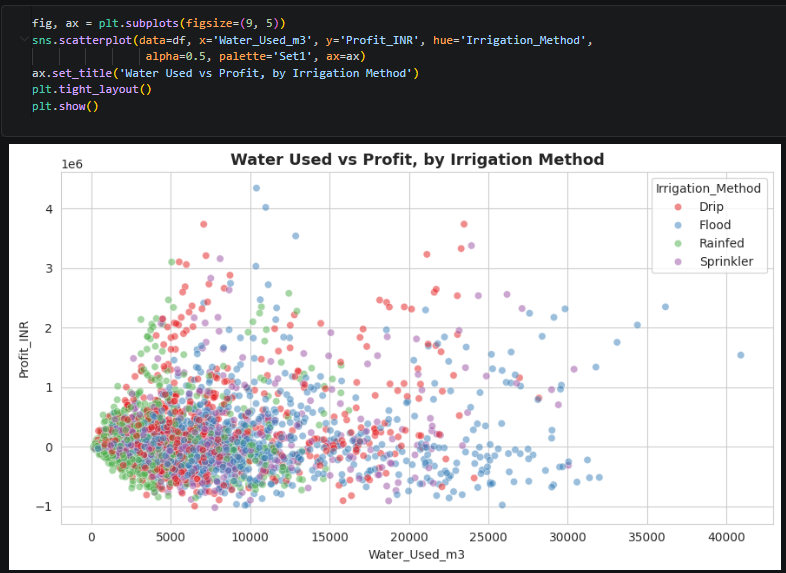 fig, ax = plt.subplots(figsize=(9, 5))
sns.scatterplot(data=df, x='Water_Used_m3', y='Profit_INR', hue='Irrigation_Method',
alpha=0.5, palette='Set1', ax=ax)
ax.set_title('Water Used vs Profit, by Irrigation Method')
plt.tight_layout()
plt.show()
Water Used vs Profit, by Irrigation Method
1e6
Irrigation_Method
Drip
Flood
Rainfed
Sprinkler
4
3
2
1
0
−1
Profit_INR
0 5000 10000 15000 20000 25000 30000 35000 40000
Water_Used_m3